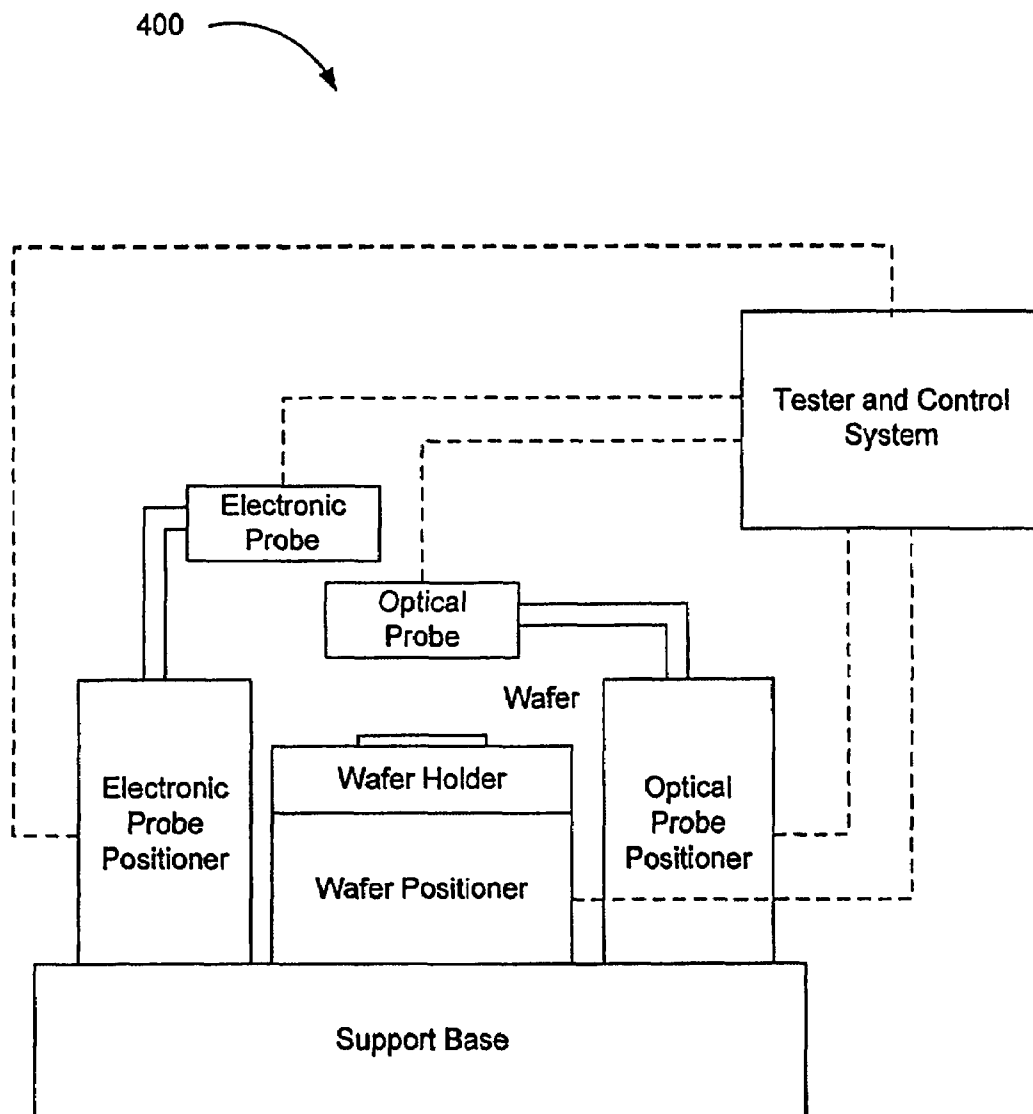 400
Tester and Control
System
Electronic
Probe
Optical
Probe
Wafer
Wafer Holder
Electronic
Probe
Positioner
Optical
Probe
Positioner
Wafer Positioner
Support Base